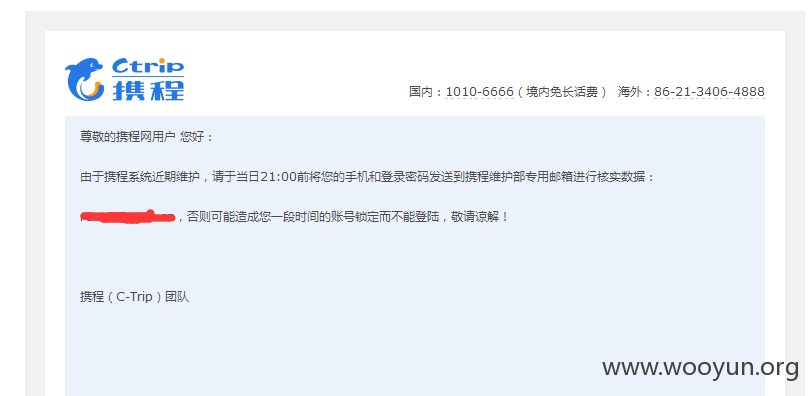 Ctrip
携程
国内：1010-6666（境内免长话费） 海外：86-21-3406-4888
尊敬的携程网用户 您好：
由于携程系统近期维护，请于当日21:00前将您的手机和登录密码发送到携程维护部专用邮箱进行核实数据：
，否则可能造成您一段时间的账号锁定而不能登陆，敬请谅解！
携程（C-Trip）团队
www.wooyun.org